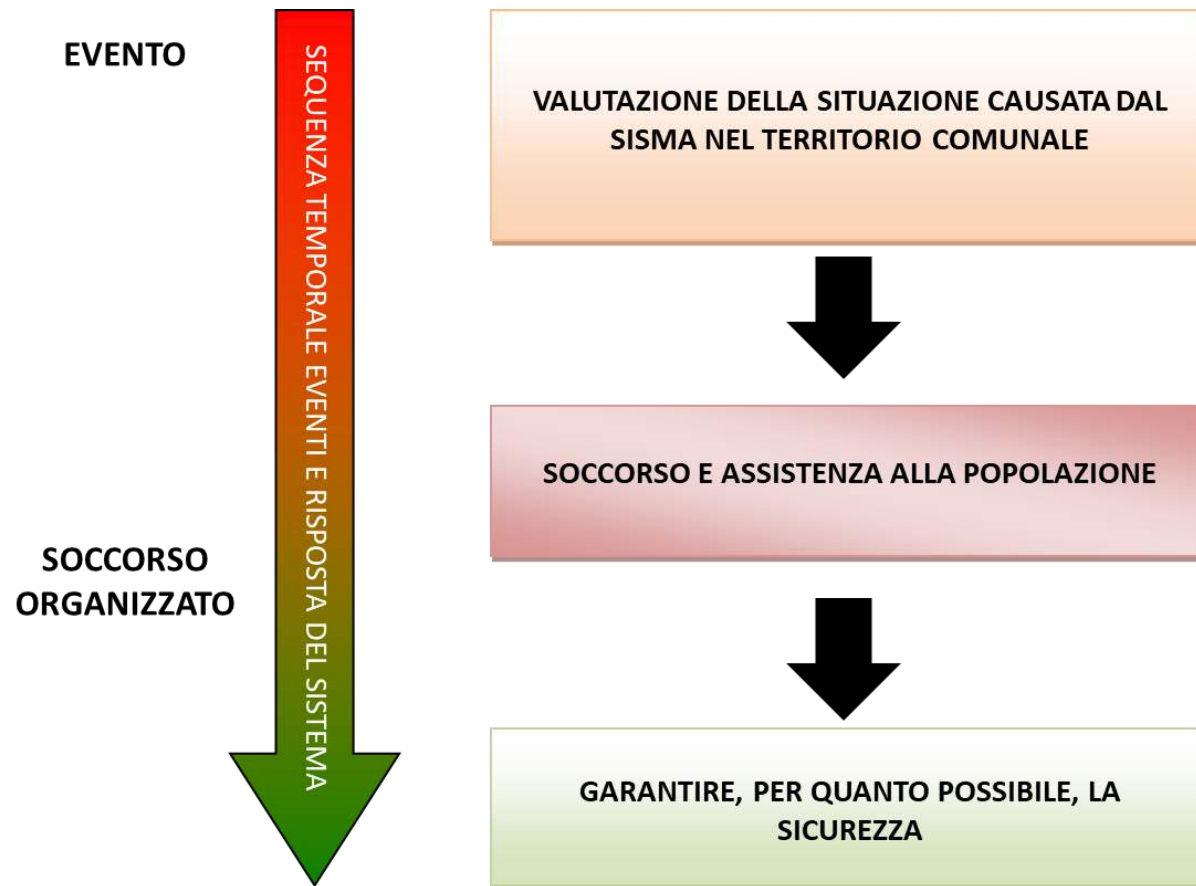 EVENTO
SEQUENZA TEMPORALE EVENTI E RISPOSTA DEL SISTEMA
VALUTAZIONE DELLA SITUAZIONE CAUSATA DAL
SISMA NEL TERRITORIO COMUNALE
SOCCORSO E ASSISTENZA ALLA POPOLAZIONE
SOCCORSO
ORGANIZZATO
GARANTIRE, PER QUANTO POSSIBILE, LA
SICUREZZA